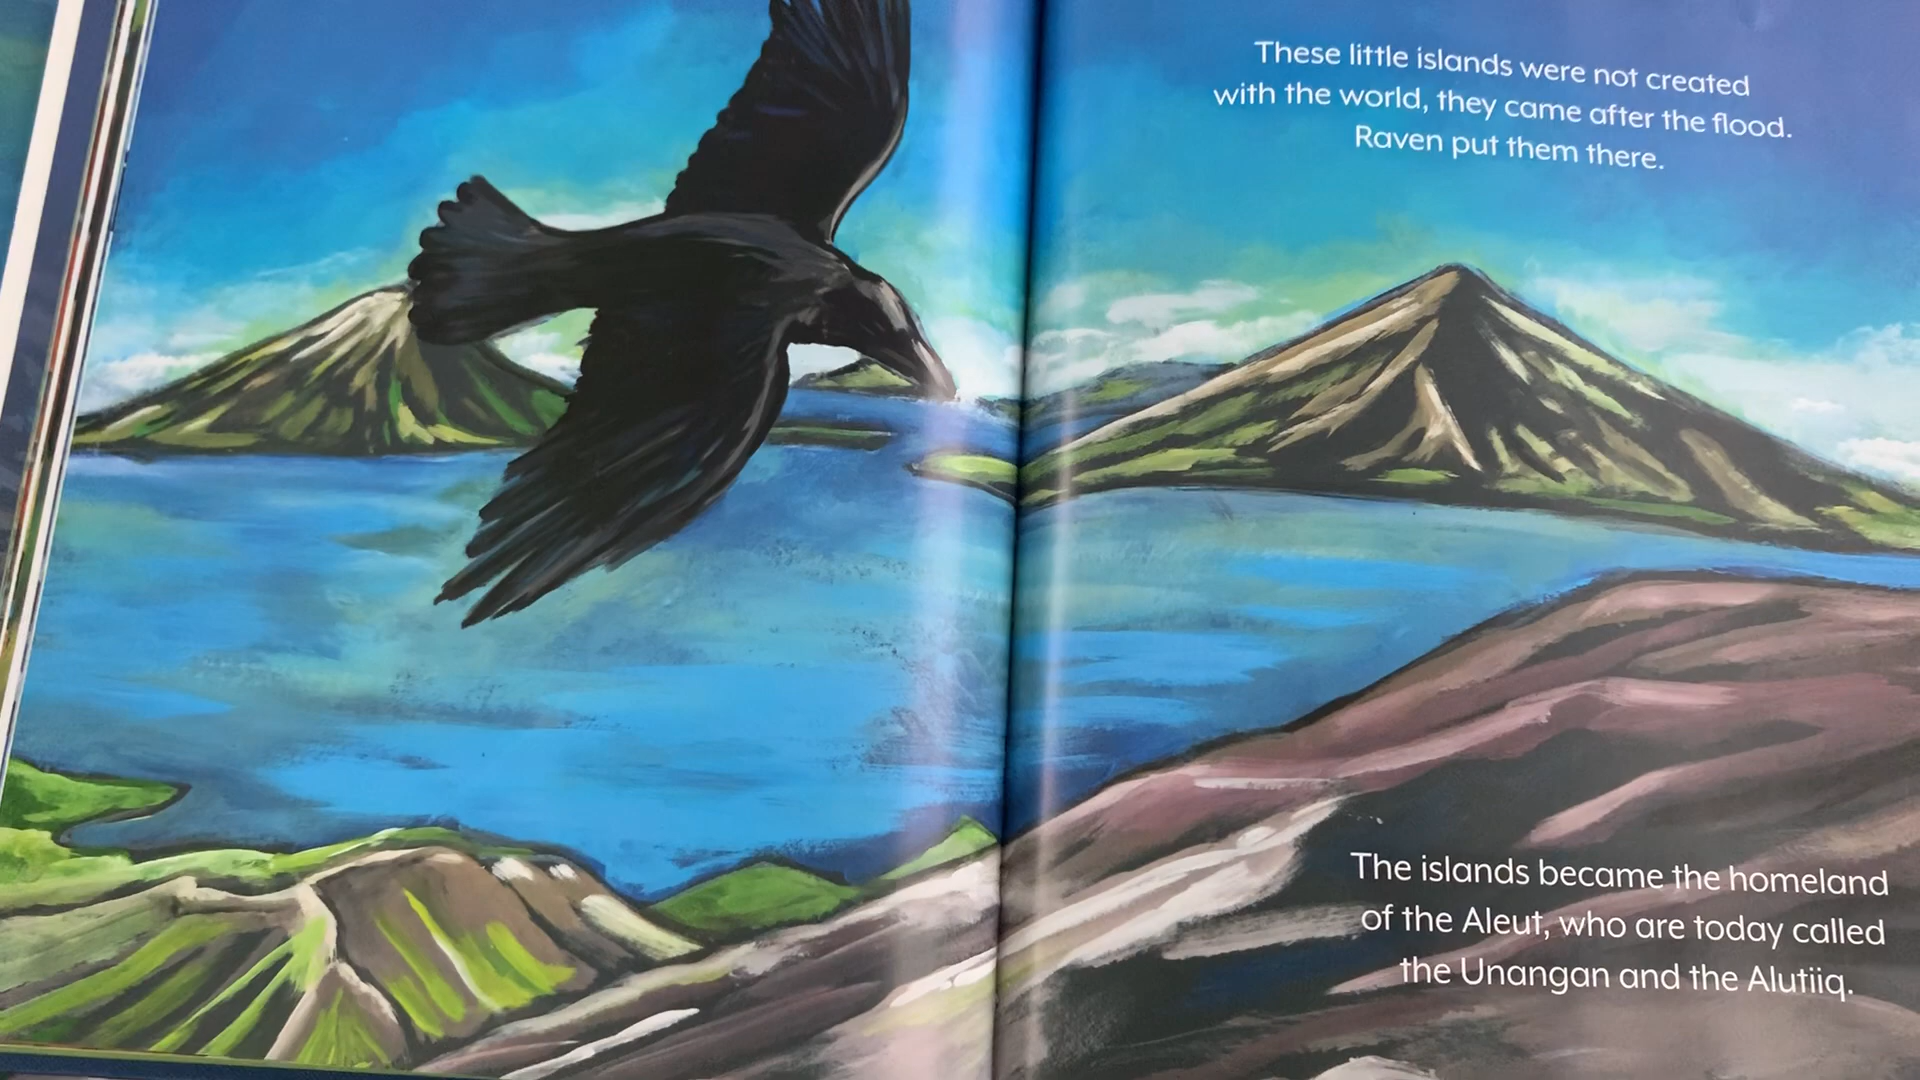 These little islands were not created
with the world, they came after the flood.
Raven put them there.
The islands became the homeland
of the Aleut, who are today called
the Unangan and the Alutiiq.